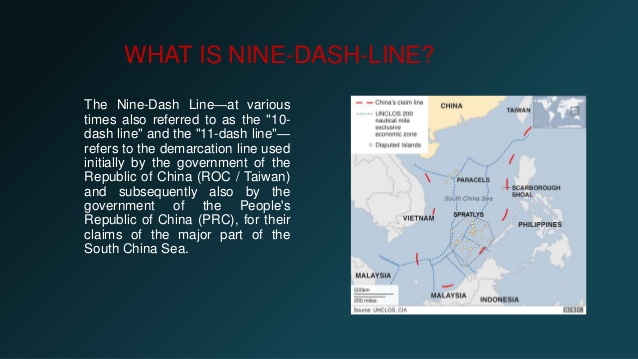 WHAT IS NINE-DASH-LINE?
The Nine-Dash Line—at various
times also referred to as the "10-
dash line" and the "11-dash line"—
refers to the demarcation line used
initially by the government of the
Republic of China (ROC / Taiwan)
and subsequently also by the
government of the People's
Republic of China (PRC), for their
claims of the major part of the
South China Sea.
China's claim line
UNCLOS 200
nautical mile
exclusive
economic zone
Disputed islands
CHINA
TAIWAN
PARACELS
South China Sea
SCARBOROUGH
SHOAL
VIETNAM
SPRATLYS
PHILIPPINES
MALAYSIA
MALAYSIA
INDONESIA
500km
200 miles
Source: UNCLOS, CIA
BBC